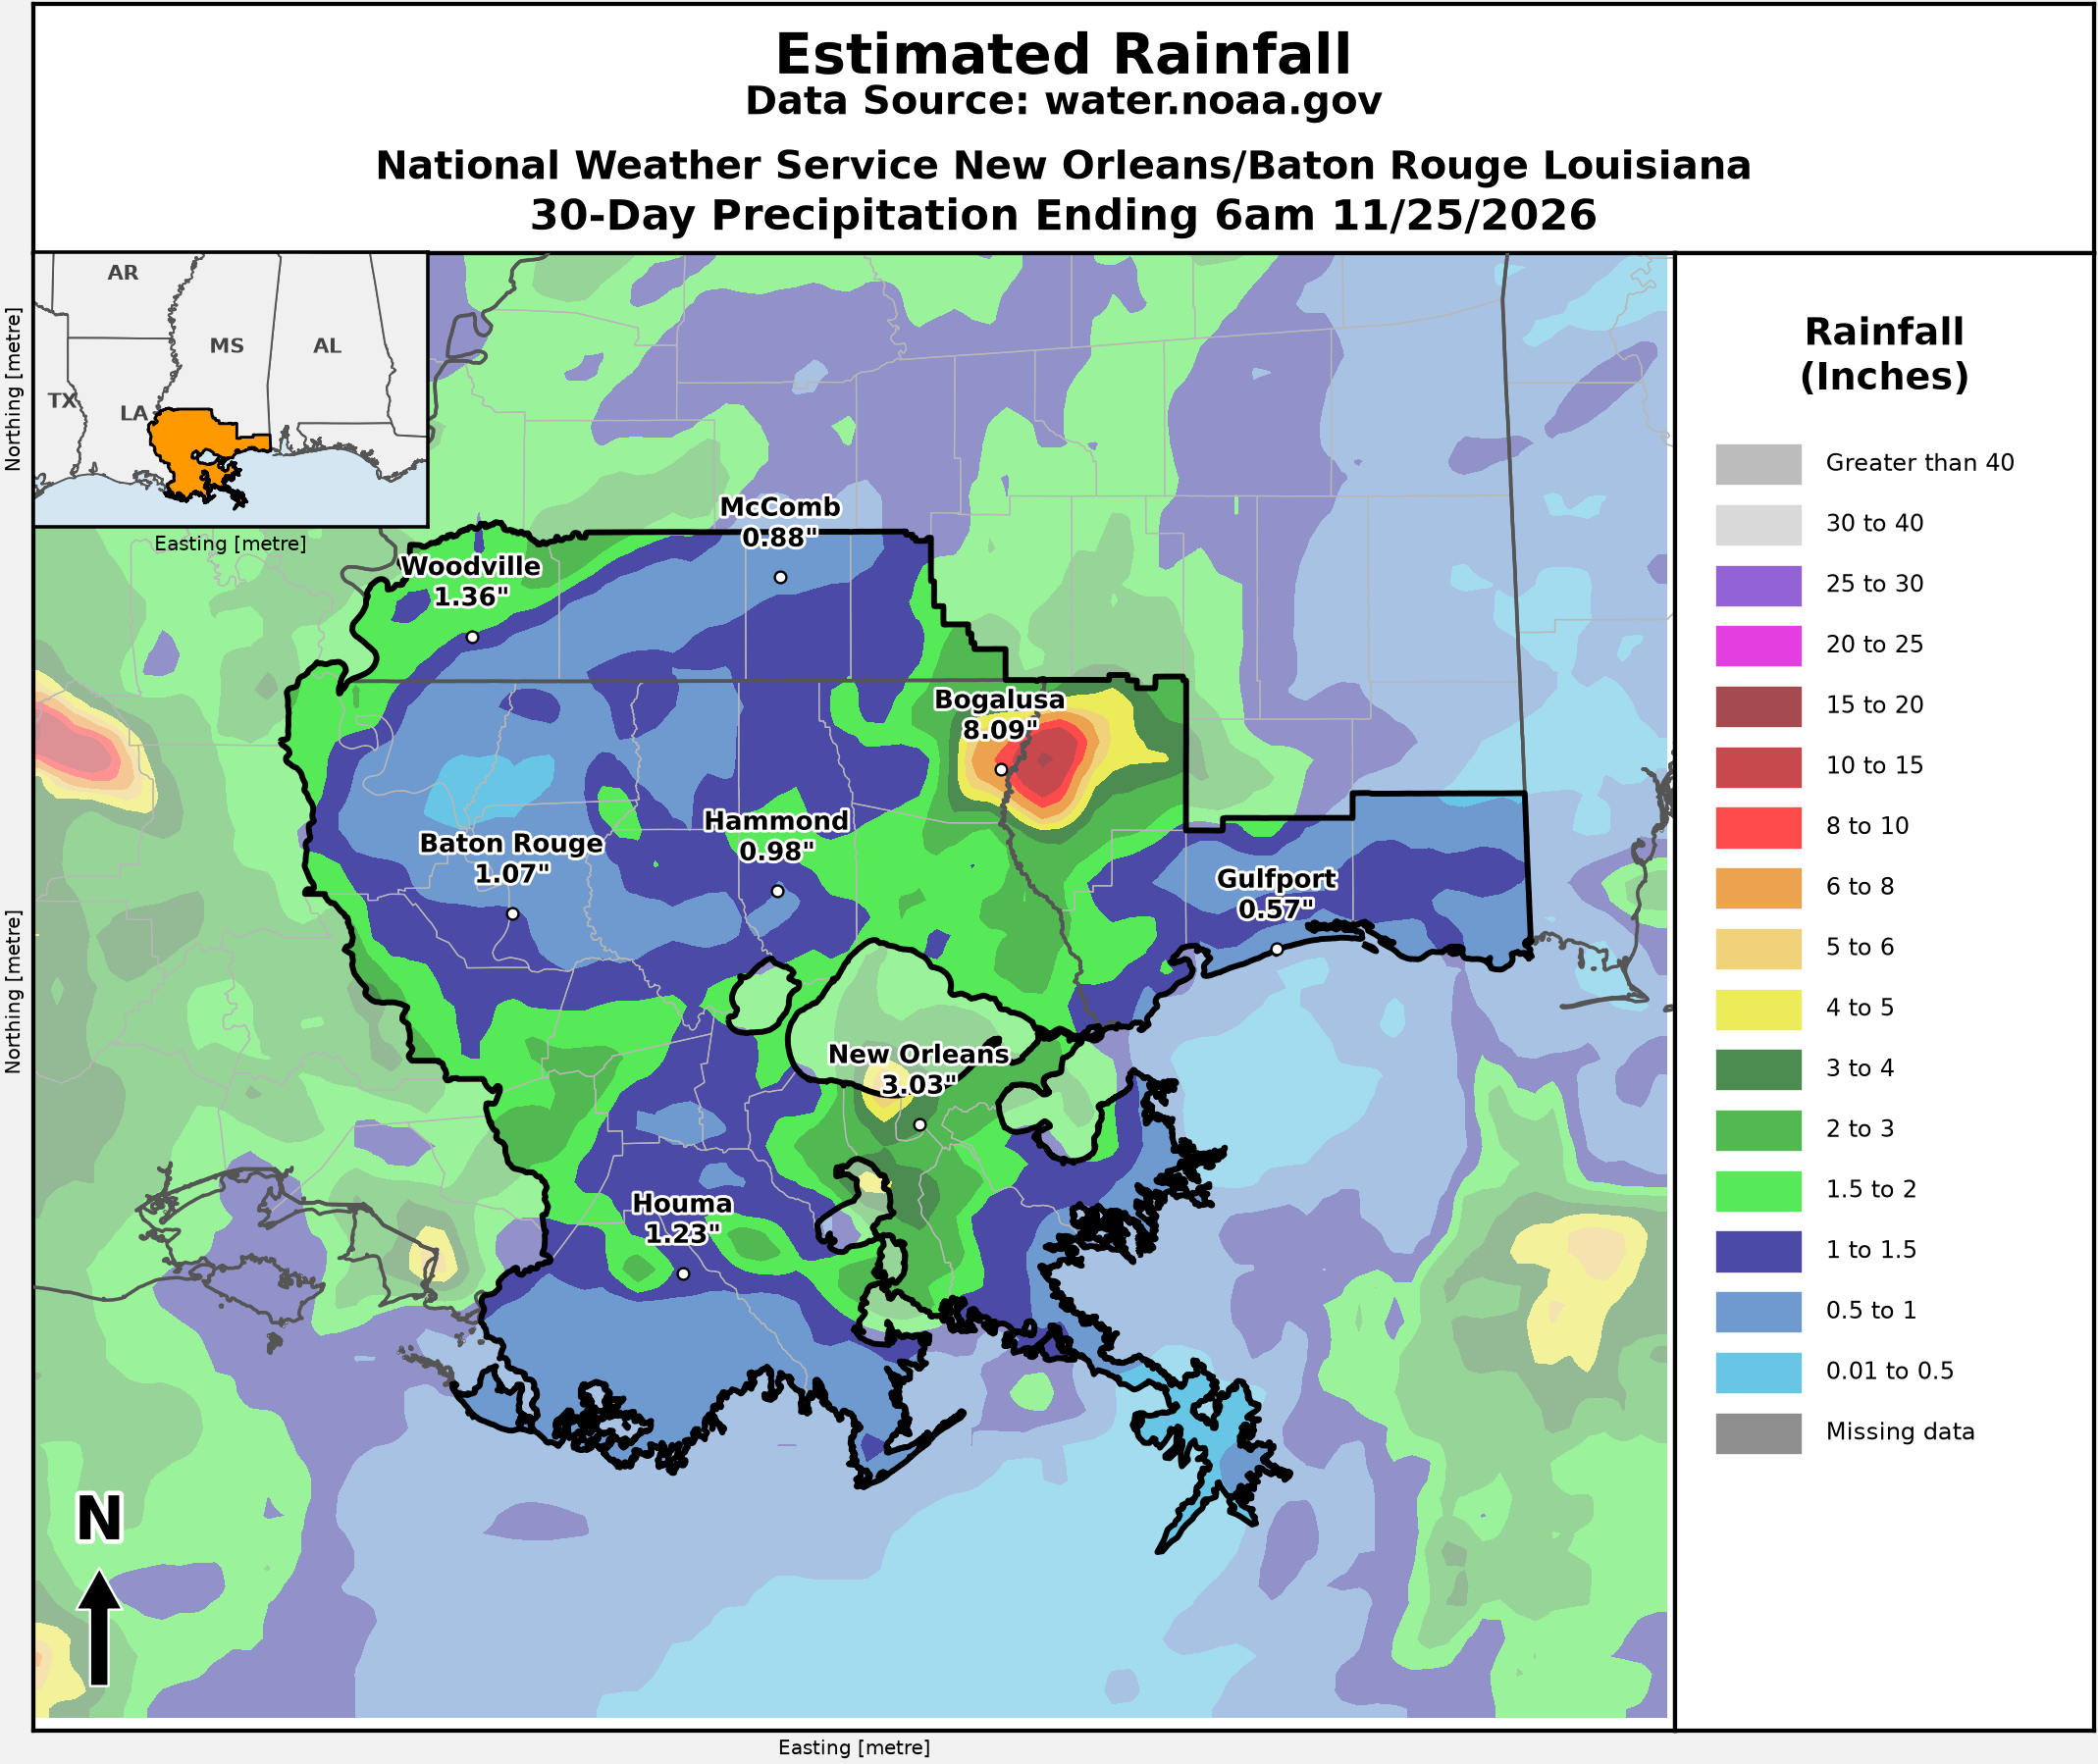 Estimated Rainfall
Data Source: water.noaa.gov
National Weather Service New Orleans/Baton Rouge Louisiana
30-Day Precipitation Ending 6am 11/25/2026
AR
MS
AL
TX
LA
Northing [metre]
Easting [metre]
McComb
0.88"
Woodville
1.36"
Bogalusa
8.09"
Hammond
0.98"
Baton Rouge
1.07"
Gulfport
0.57"
New Orleans
3.03"
Houma
1.23"
N
Northing [metre]
Easting [metre]
Rainfall
(Inches)
Greater than 40
30 to 40
25 to 30
20 to 25
15 to 20
10 to 15
8 to 10
6 to 8
5 to 6
4 to 5
3 to 4
2 to 3
1.5 to 2
1 to 1.5
0.5 to 1
0.01 to 0.5
Missing data